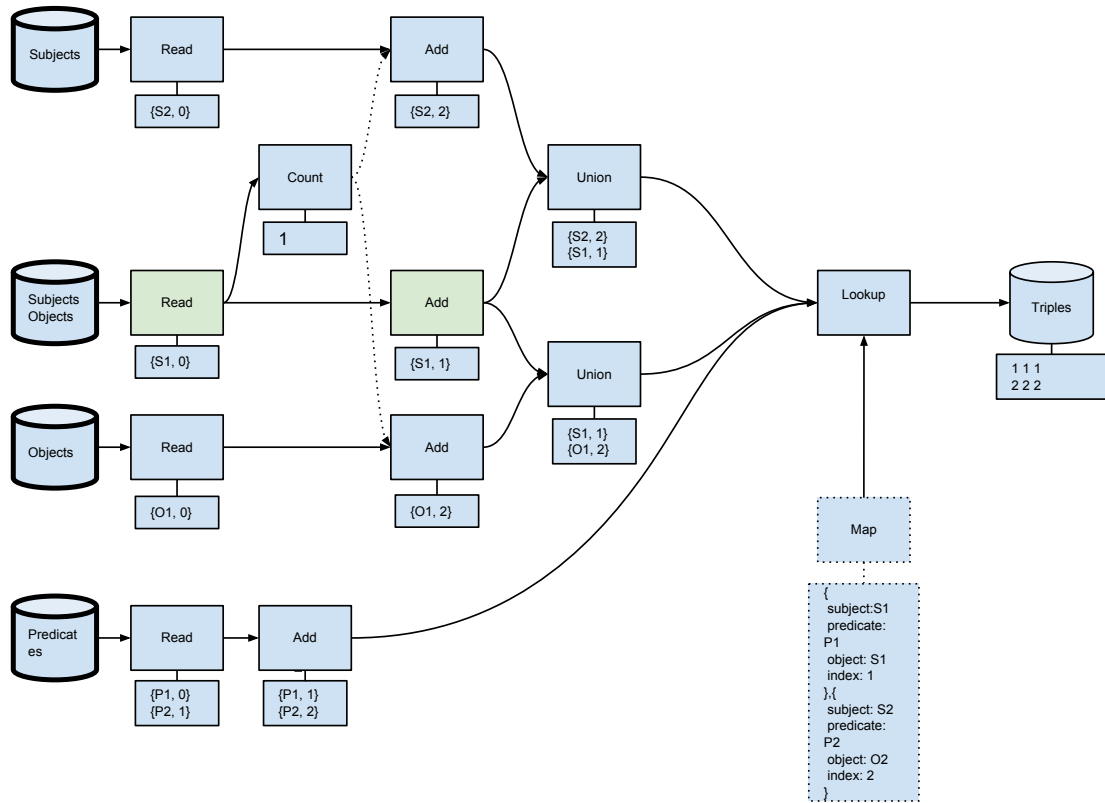 Subjects
Read
Add
{S2, 0}
{S2, 2}
Count
1
Union
{S2, 2}
{S1, 1}
Subjects
Objects
Read
Add
{S1, 0}
{S1, 1}
Lookup
Triples
1 1 1
2 2 2
Union
{S1, 1}
{O1, 2}
Objects
Read
Add
{O1, 0}
{O1, 2}
Map
{
subject:S1
predicate:
P1
object: S1
index: 1
},{
subject: S2
predicate:
P2
object: O2
index: 2
}
Predicat
es
Read
Add
{P1, 0}
{P2, 1}
{P1, 1}
{P2, 2}